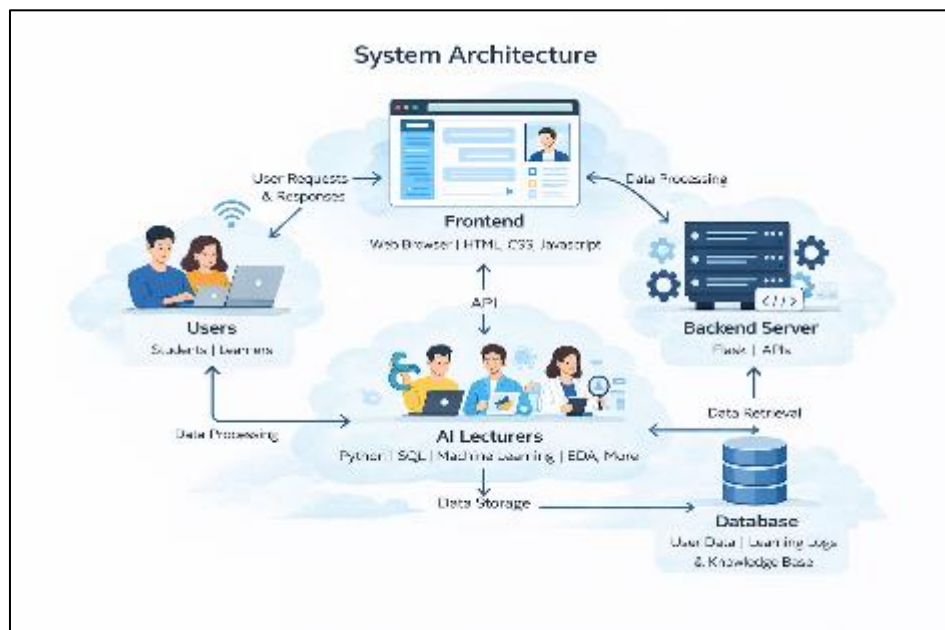 System Architecture
User Requests
& Responses
Data Processing
Frontend
Web Browser | HTML, CSS, Javascript
API
Users
Students | Learners
Backend Server
Flask | APIs
</>
Data Processing
AI Lecturers
Python | SQL | Machine Learning | EDA, More
Data Retrieval
Data Storage
Database
User Data | Learning Logs
& Knowledge Base